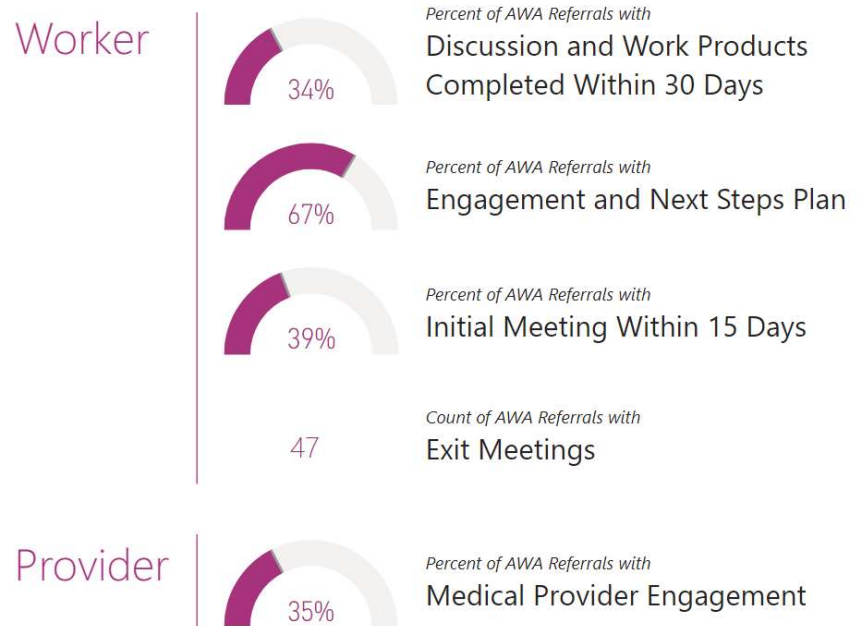 Worker
34%
Percent of AWA Referrals with
Discussion and Work Products
Completed Within 30 Days
67%
Percent of AWA Referrals with
Engagement and Next Steps Plan
39%
Percent of AWA Referrals with
Initial Meeting Within 15 Days
47
Count of AWA Referrals with
Exit Meetings
Provider
35%
Percent of AWA Referrals with
Medical Provider Engagement